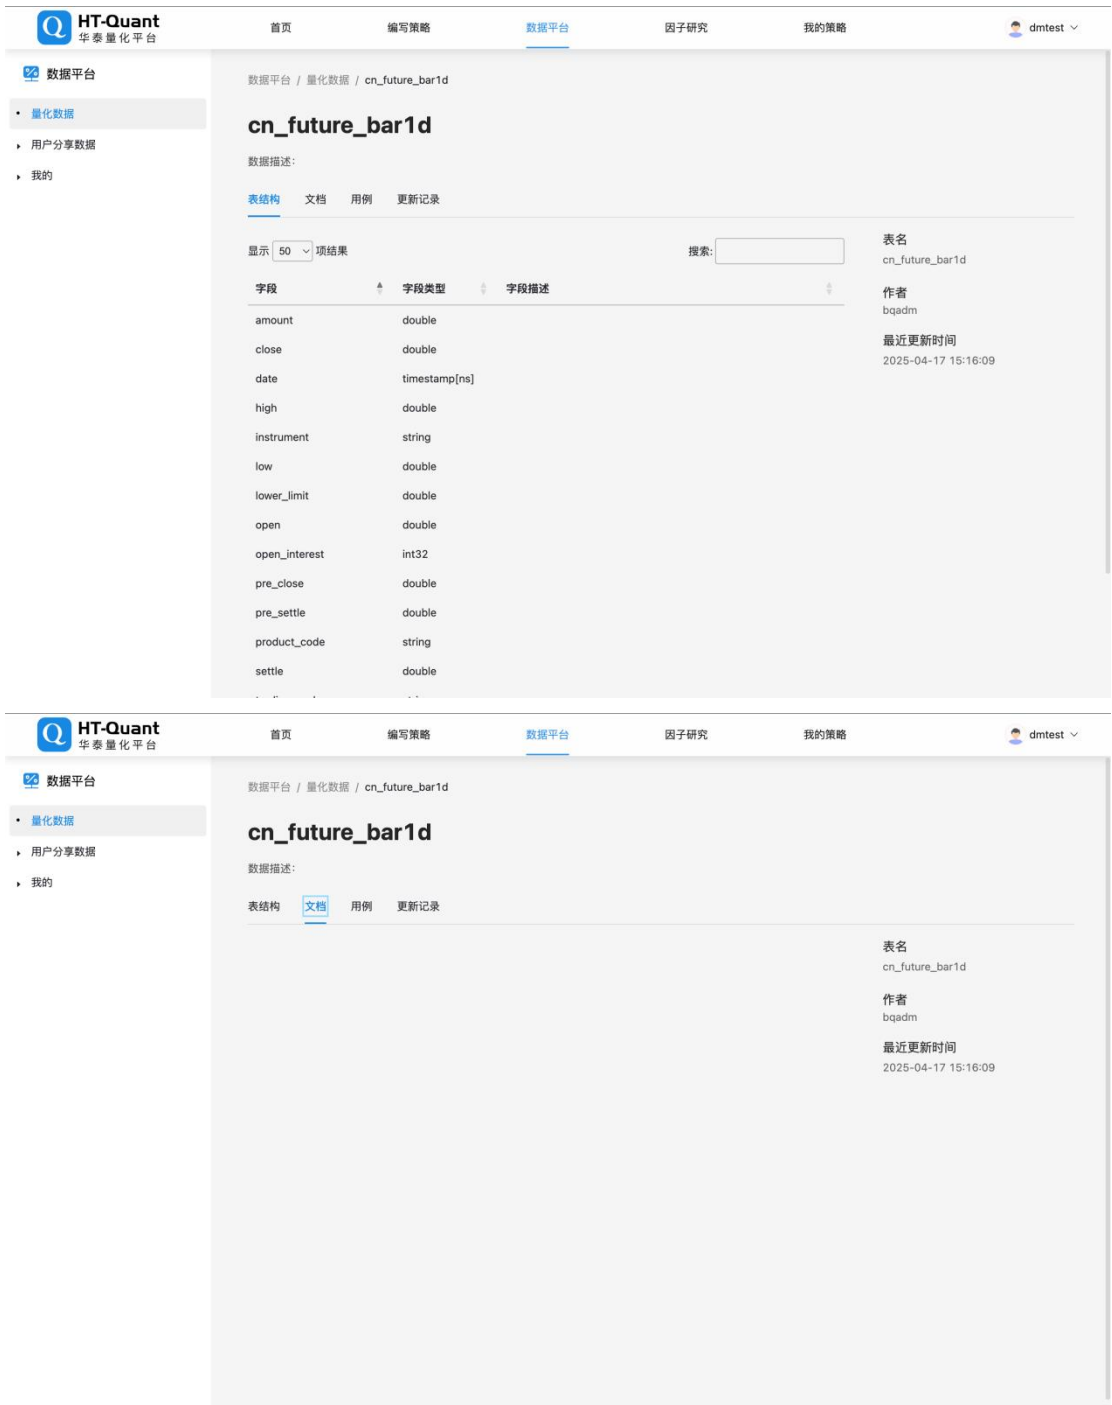 HT-Quant
华泰量化平台
首页 编写策略 数据平台 因子研究 我的策略 dmtest
数据平台
量化数据
用户分享数据
我的
数据平台 / 量化数据 / cn_future_bar1d
cn_future_bar1d
数据描述:
表结构 文档 用例 更新记录
显示 50 项结果 搜索:
字段 字段类型 字段描述
amount double
close double
date timestamp[ns]
high double
instrument string
low double
lower_limit double
open double
open_interest int32
pre_close double
pre_settle double
product_code string
settle double
表名
cn_future_bar1d
作者
bqadm
最近更新时间
2025-04-17 15:16:09
HT-Quant
华泰量化平台
首页 编写策略 数据平台 因子研究 我的策略 dmtest
数据平台
量化数据
用户分享数据
我的
数据平台 / 量化数据 / cn_future_bar1d
cn_future_bar1d
数据描述:
表结构 文档 用例 更新记录
表名
cn_future_bar1d
作者
bqadm
最近更新时间
2025-04-17 15:16:09